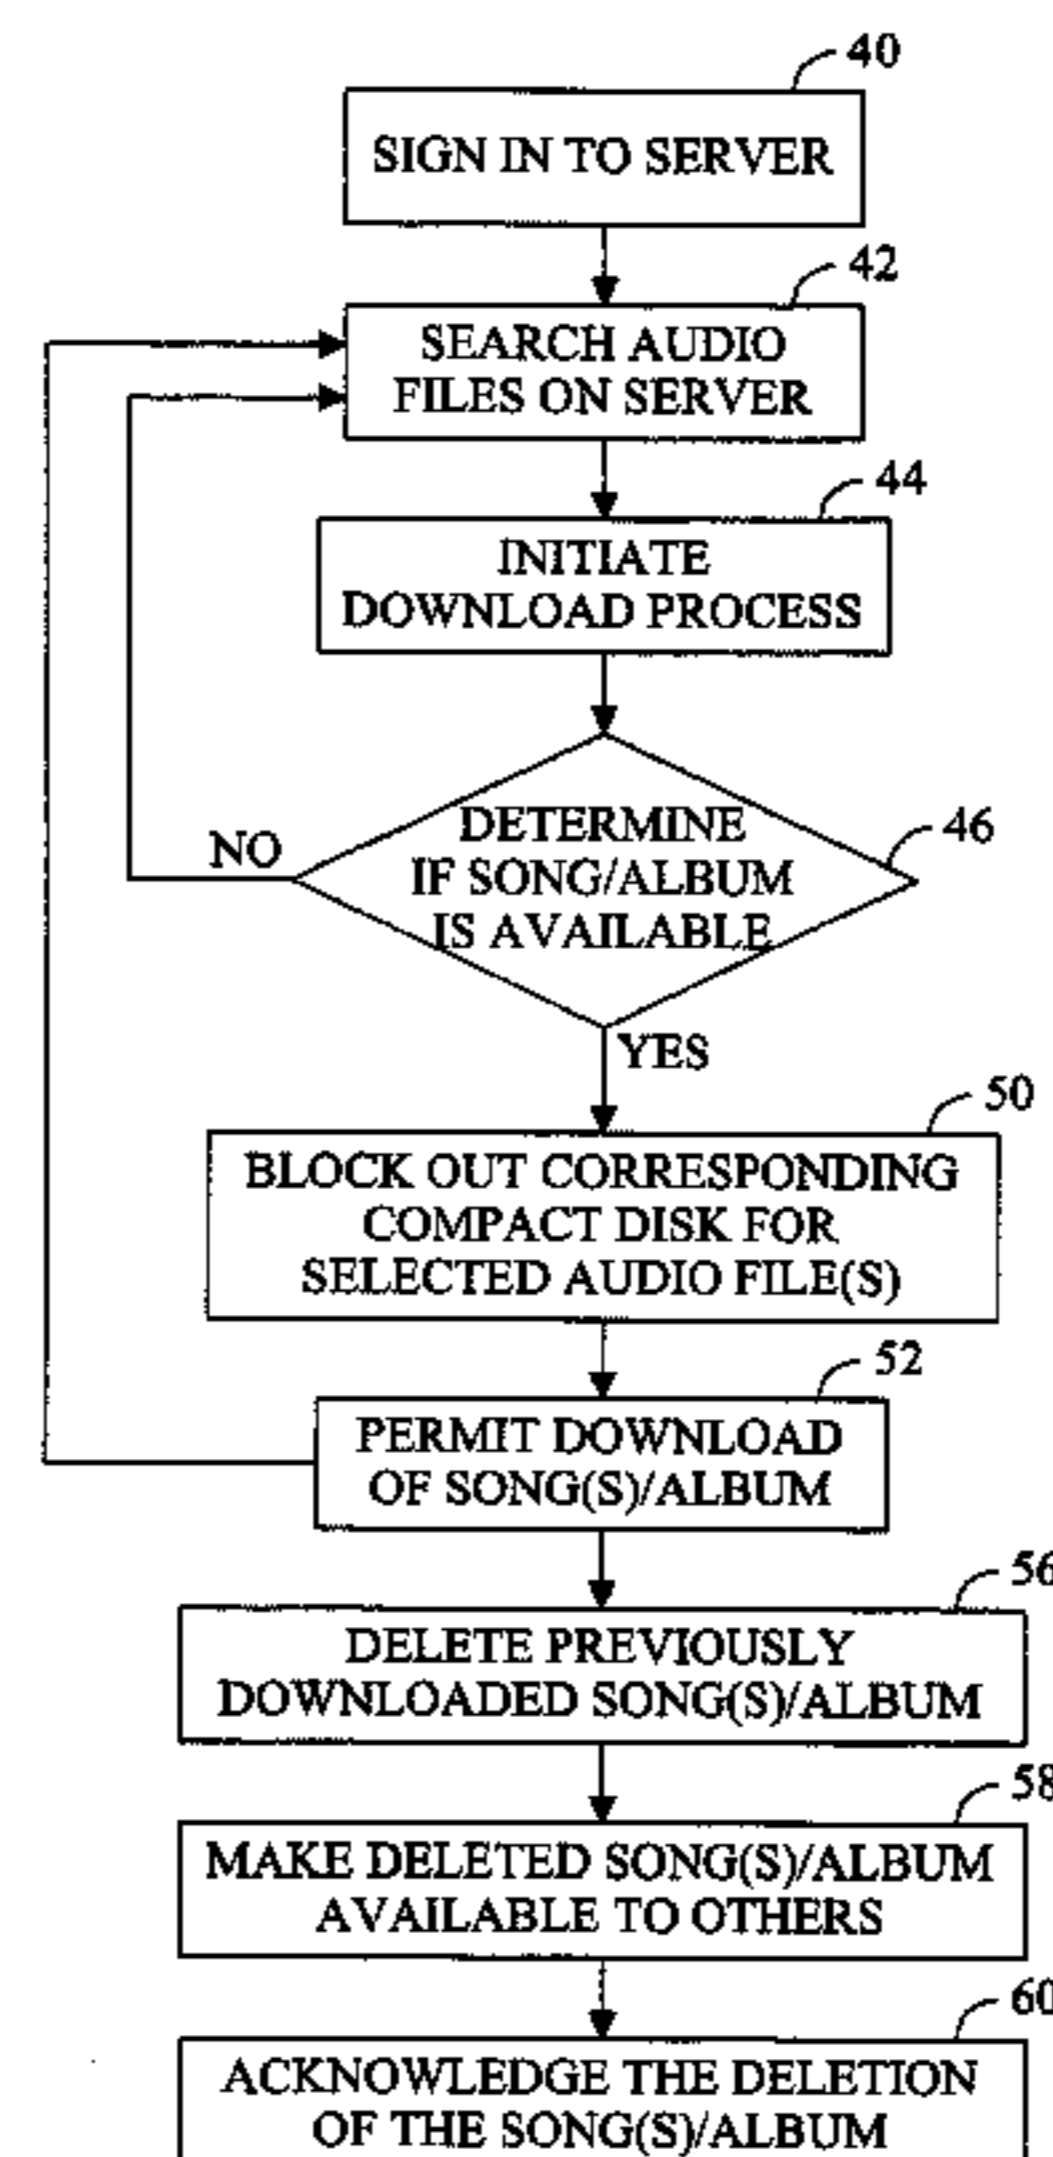 40
SIGN IN TO SERVER
42
SEARCH AUDIO
FILES ON SERVER
44
INITIATE
DOWNLOAD PROCESS
46
DETERMINE
IF SONG/ALBUM
IS AVAILABLE
NO
YES
50
BLOCK OUT CORRESPONDING
COMPACT DISK FOR
SELECTED AUDIO FILE(S)
52
PERMIT DOWNLOAD
OF SONG(S)/ALBUM
56
DELETE PREVIOUSLY
DOWNLOADED SONG(S)/ALBUM
58
MAKE DELETED SONG(S)/ALBUM
AVAILABLE TO OTHERS
60
ACKNOWLEDGE THE DELETION
OF THE SONG(S)/ALBUM